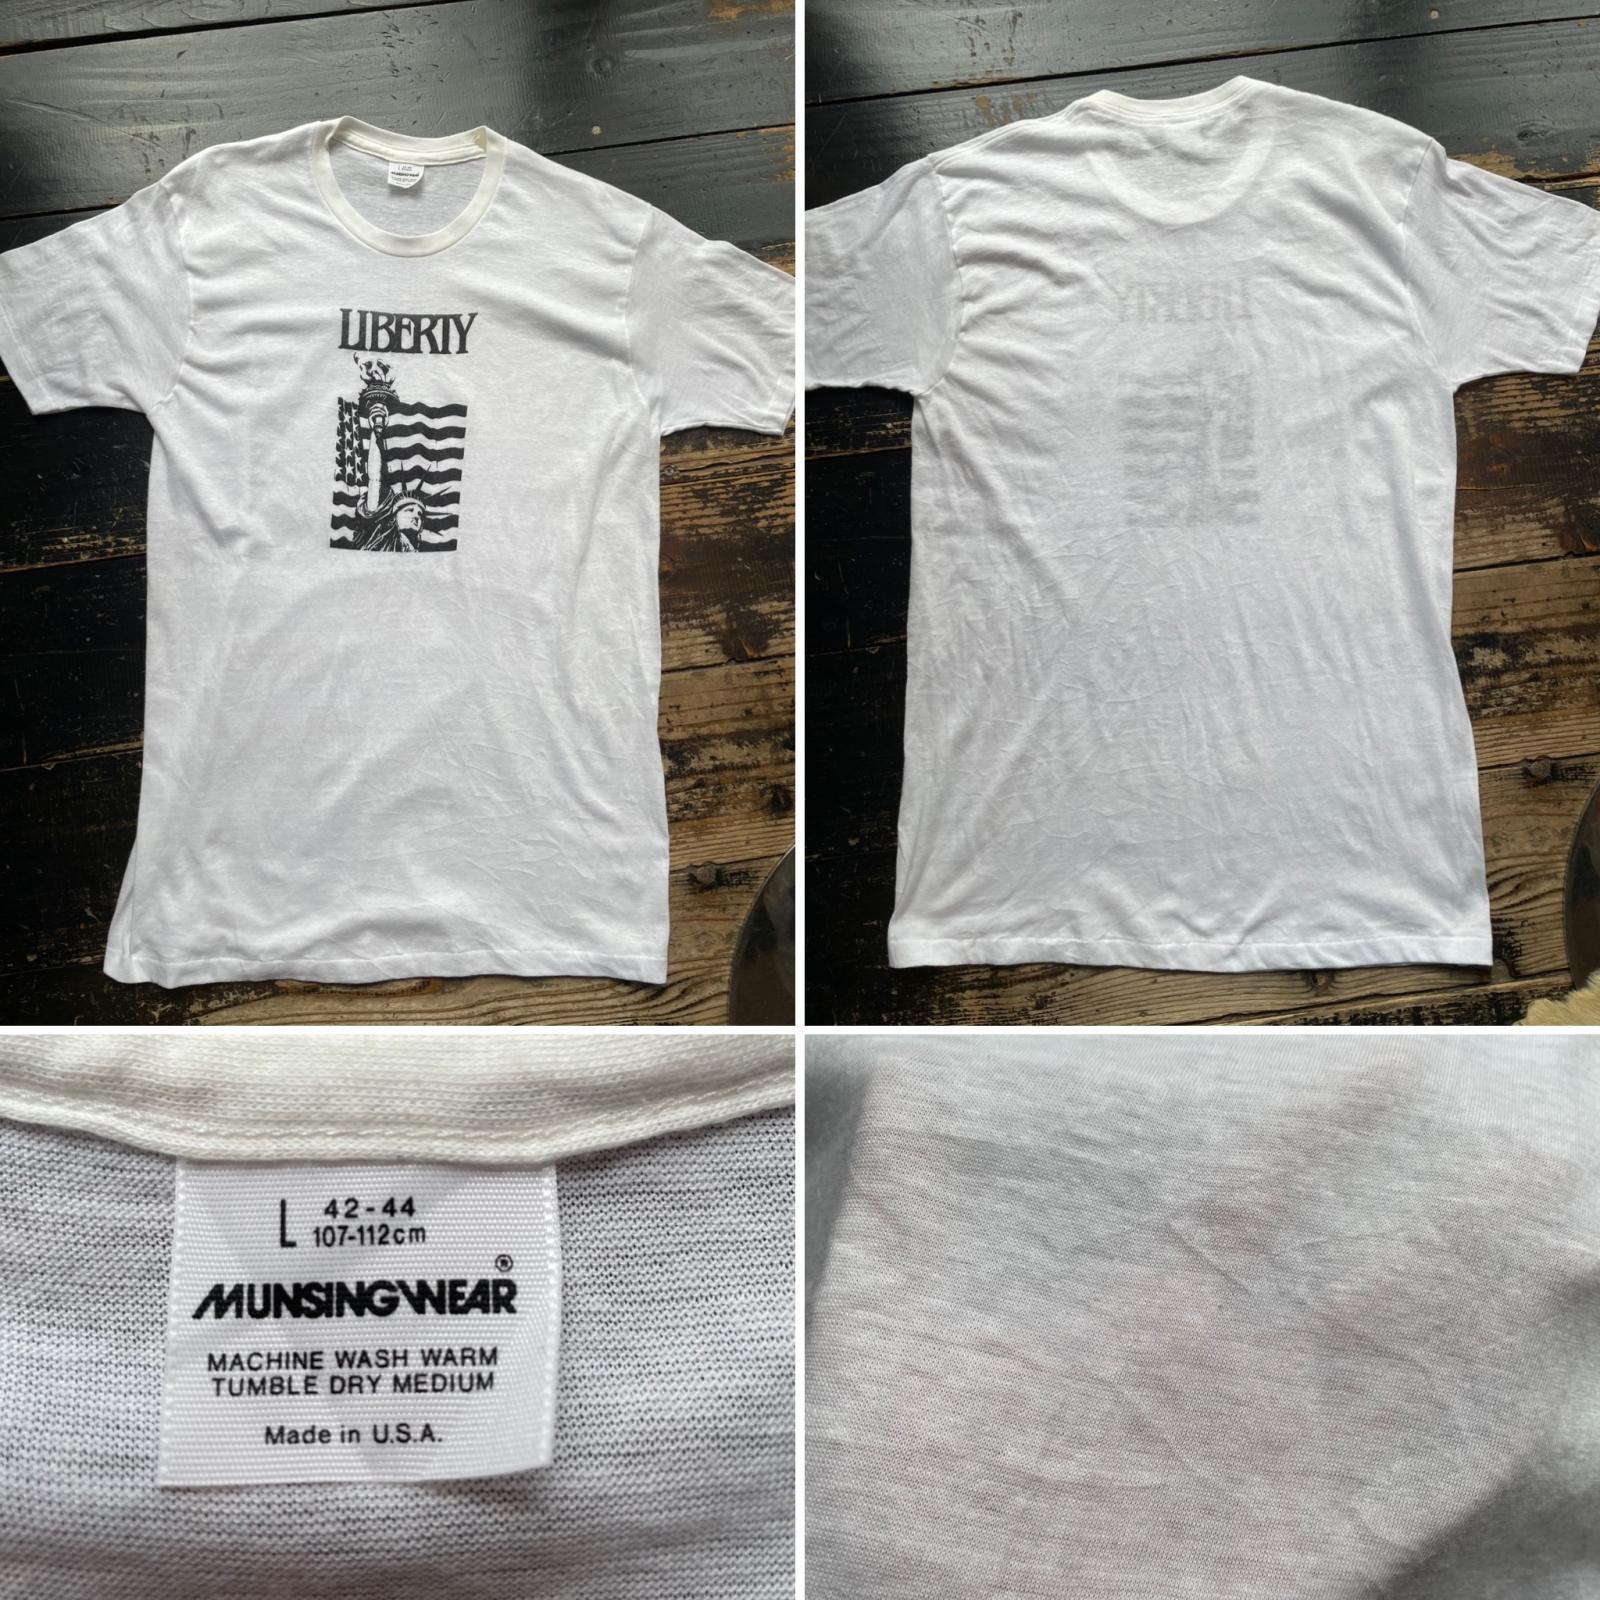 LIBERTY
L 42-44
107-112cm
MUNSINGWEAR®
MACHINE WASH WARM
TUMBLE DRY MEDIUM
Made in U.S.A.